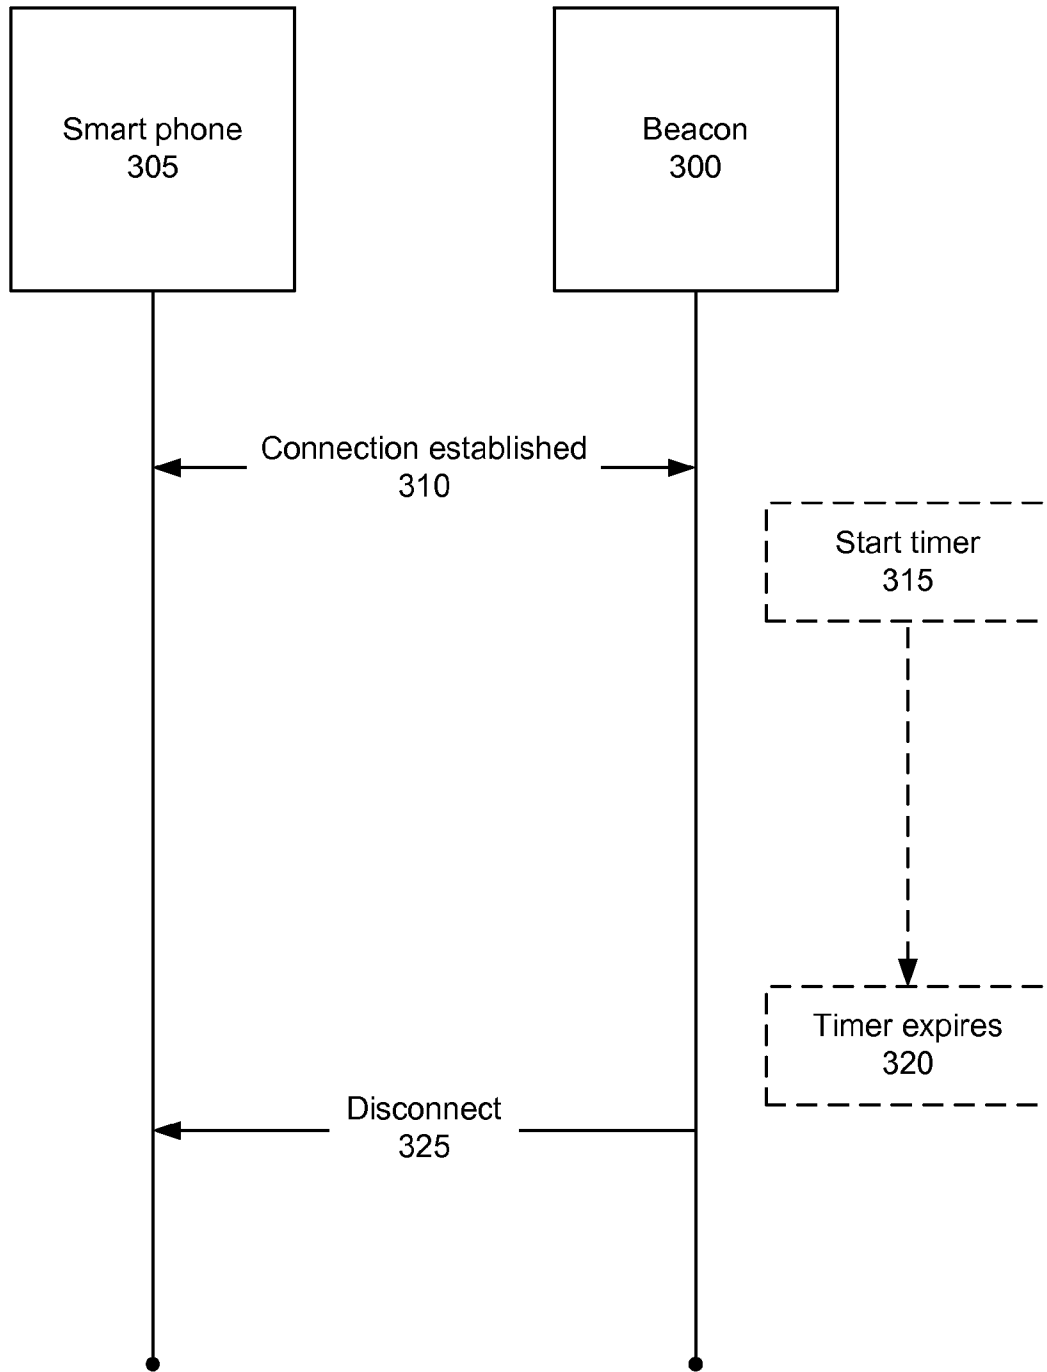 Smart phone
305
Beacon
300
Connection established
310
Start timer
315
Timer expires
320
Disconnect
325